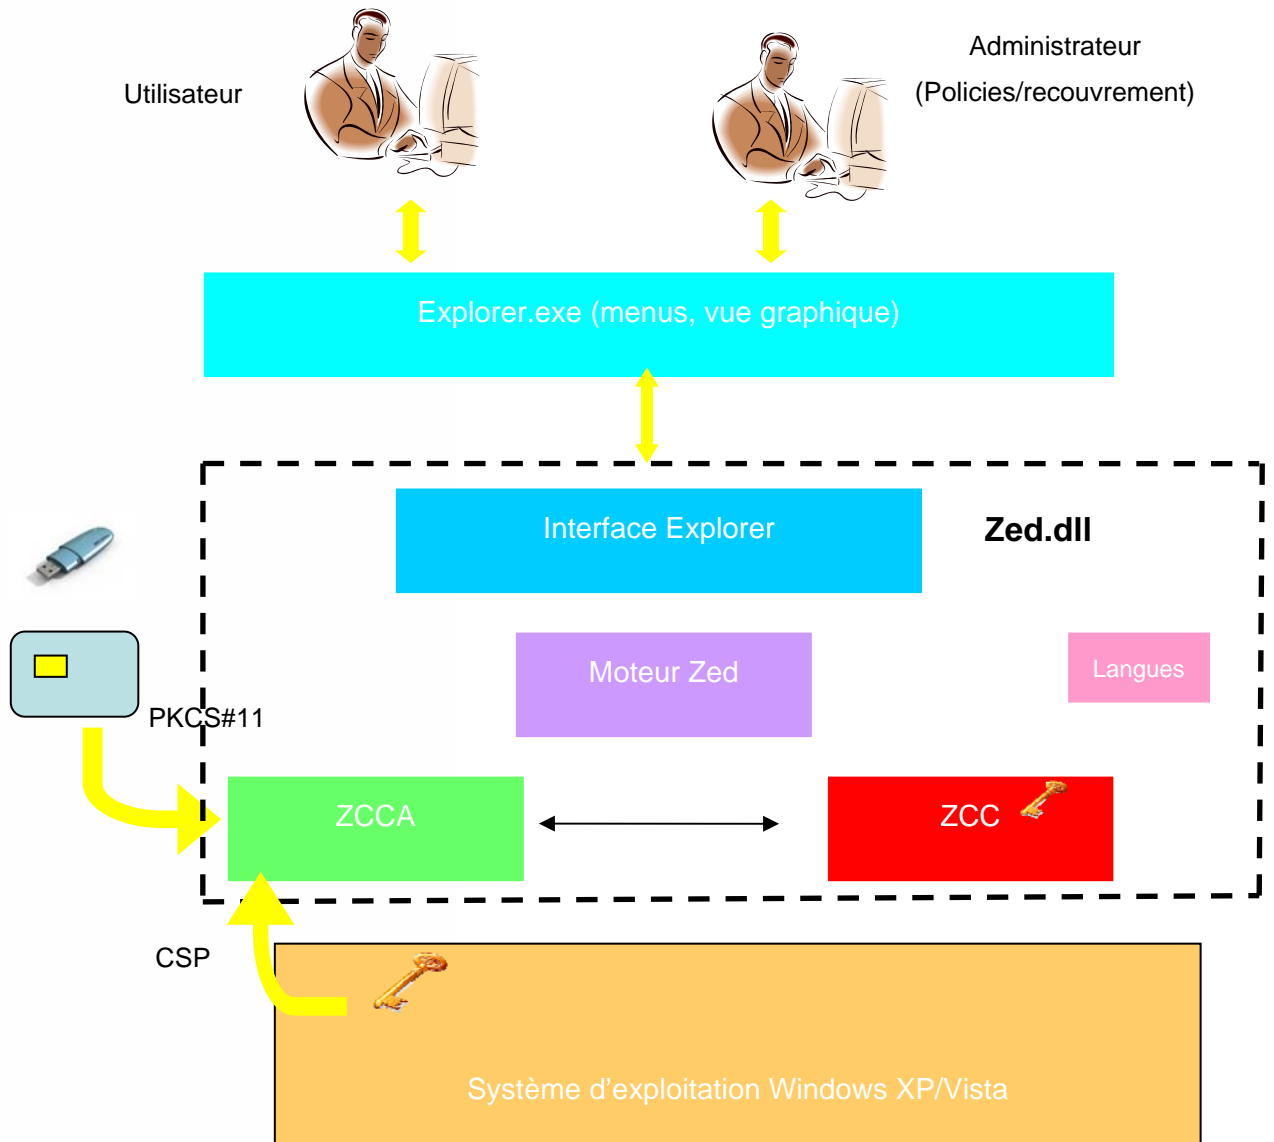 Administrateur
(Policies/recouvrement)
Utilisateur
Explorer.exe (menus, vue graphique)
Interface Explorer
Zed.dll
Moteur Zed
Langues
PKCS#11
ZCCA
ZCC
CSP
Système d'exploitation Windows XP/Vista